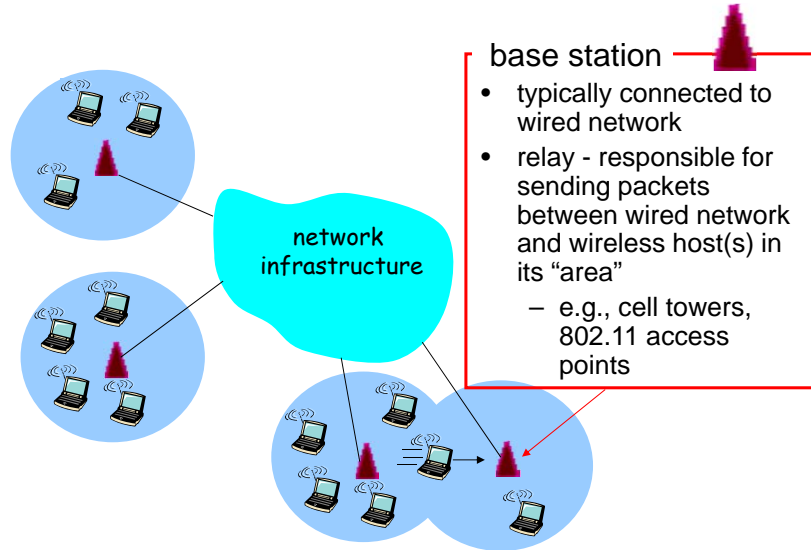 base station
• typically connected to
wired network
• relay - responsible for
sending packets
between wired network
and wireless host(s) in
its “area”
– e.g., cell towers,
802.11 access
points
network
infrastructure